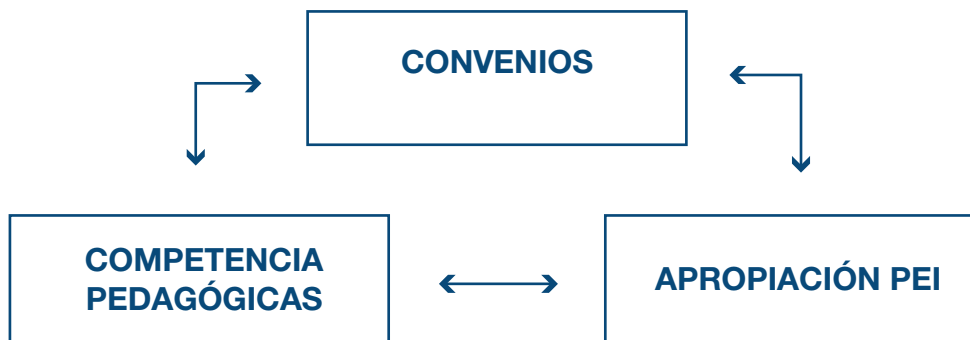 CONVENIOS
COMPETENCIA
PEDAGÓGICAS
APROPIACIÓN PEI